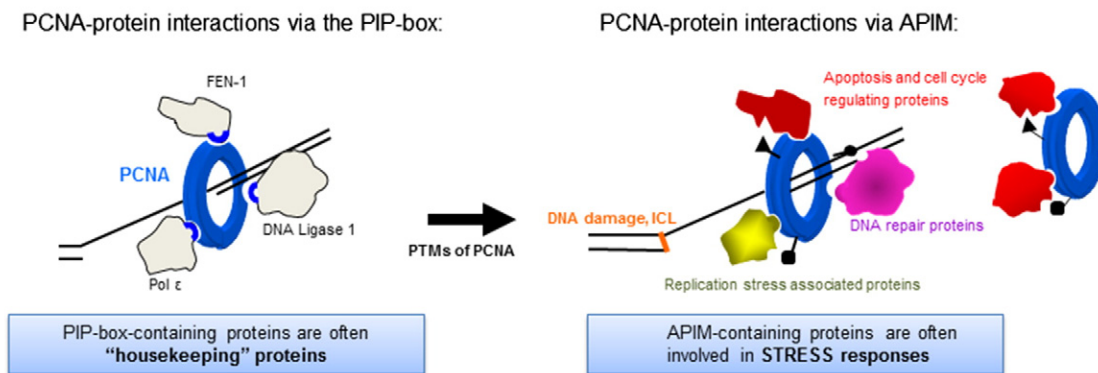 PCNA-protein interactions via the PIP-box:
FEN-1
PCNA
DNA Ligase 1
Pol ε
PIP-box-containing proteins are often
“housekeeping” proteins
PTMs of PCNA
PCNA-protein interactions via APIM:
Apoptosis and cell cycle
regulating proteins
DNA damage, ICL
DNA repair proteins
Replication stress associated proteins
APIM-containing proteins are often
involved in STRESS responses